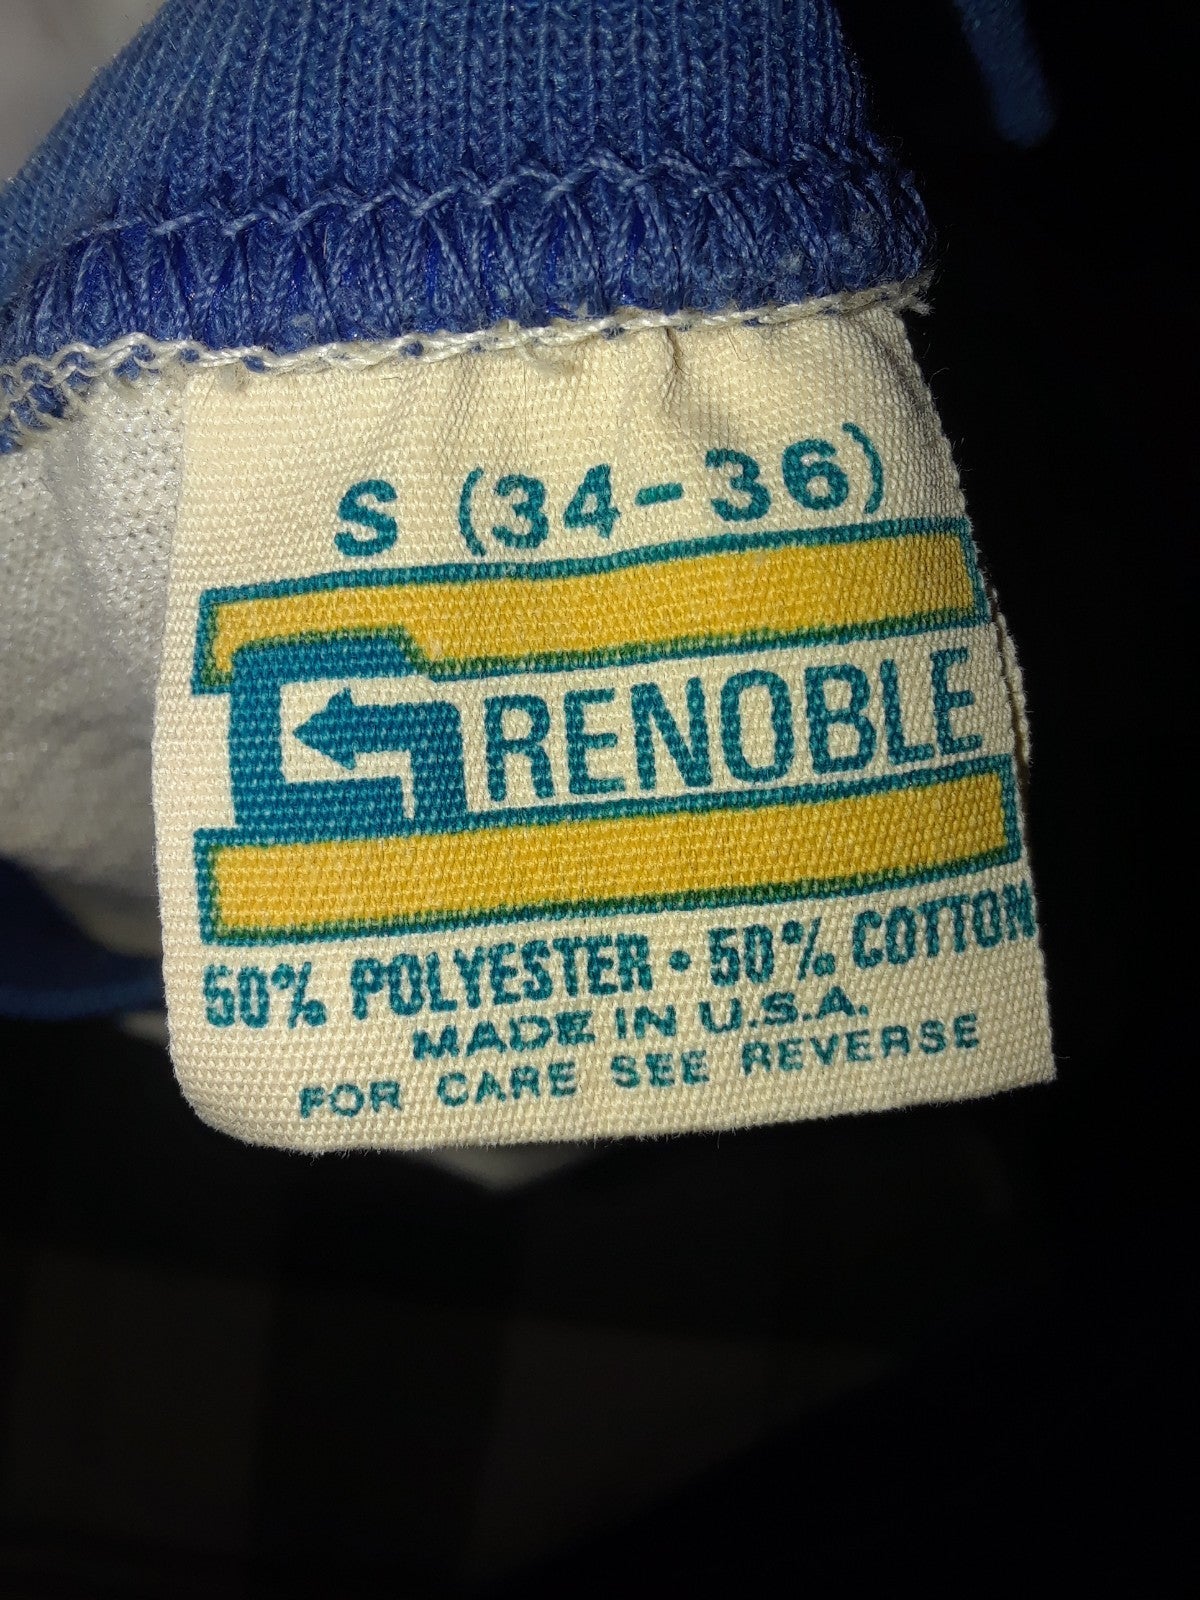 S (34-36)
GRENOBLE
50% POLYESTER • 50% COTTON
MADE IN U.S.A.
FOR CARE SEE REVERSE